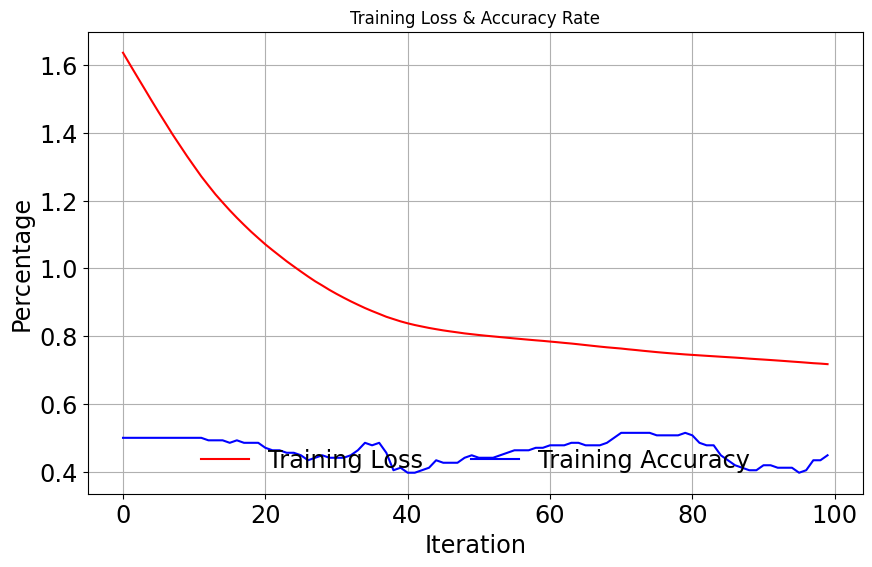 Training Loss & Accuracy Rate
Percentage
1.6
1.4
1.2
1.0
0.8
0.6
0.4
Training Loss Training Accuracy
0 20 40 60 80 100
Iteration